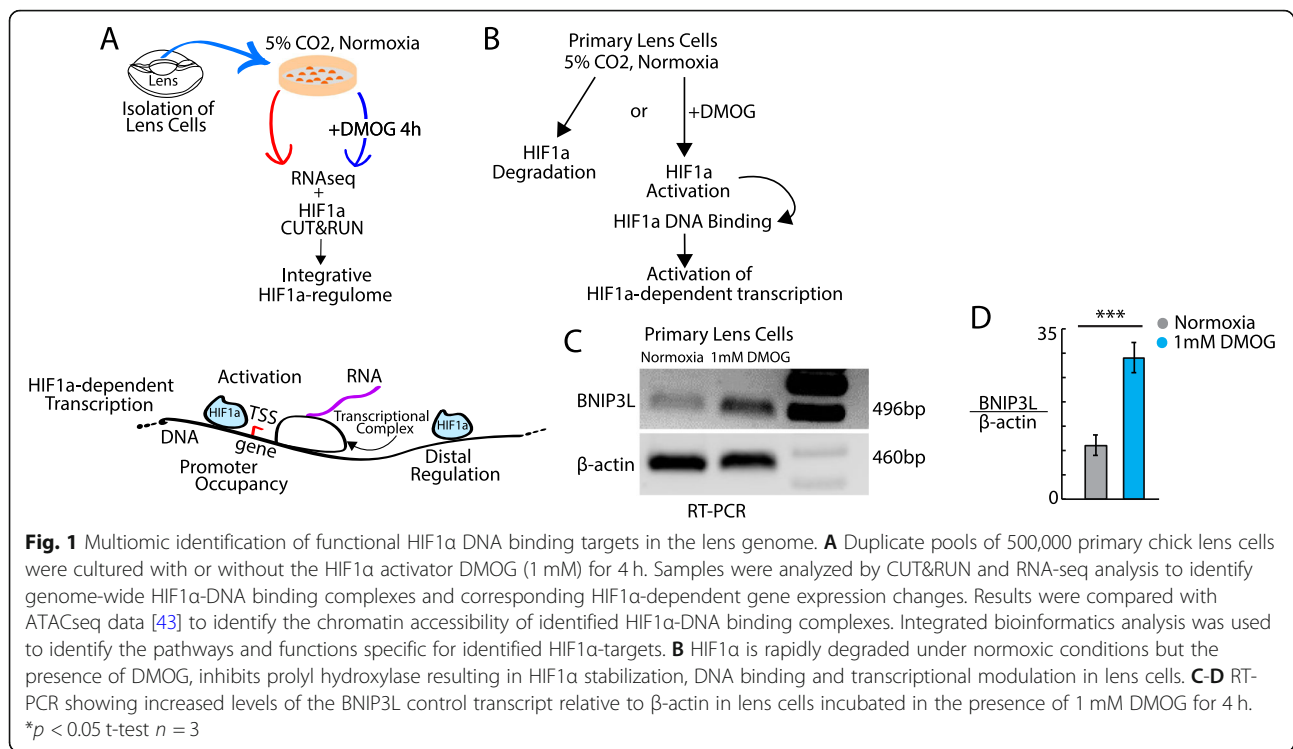 A
5% CO2, Normoxia
Lens
Isolation of
Lens Cells
+DMOG 4h
RNAseq
+
HIF1a
CUT&RUN
Integrative
HIF1a-regulome
HIF1a-dependent
Transcription
Activation
RNA
HIF1a
TSS
Transcriptional
Complex
HIF1a
DNA
gene
Promoter
Occupancy
Distal
Regulation
B
Primary Lens Cells
5% CO2, Normoxia
or
+DMOG
HIF1a
Degradation
HIF1a
Activation
HIF1a DNA Binding
Activation of
HIF1a-dependent transcription
C
Primary Lens Cells
Normoxia 1mM DMOG
BNIP3L
496bp
β-actin
460bp
RT-PCR
D
Normoxia
1mM DMOG
35
***
BNIP3L
β-actin
0
Fig. 1 Multiomic identification of functional HIF1α DNA binding targets in the lens genome. A Duplicate pools of 500,000 primary chick lens cells
were cultured with or without the HIF1α activator DMOG (1 mM) for 4 h. Samples were analyzed by CUT&RUN and RNA-seq analysis to identify
genome-wide HIF1α-DNA binding complexes and corresponding HIF1α-dependent gene expression changes. Results were compared with
ATACseq data [43] to identify the chromatin accessibility of identified HIF1α-DNA binding complexes. Integrated bioinformatics analysis was used
to identify the pathways and functions specific for identified HIF1α-targets. B HIF1α is rapidly degraded under normoxic conditions but the
presence of DMOG, inhibits prolyl hydroxylase resulting in HIF1α stabilization, DNA binding and transcriptional modulation in lens cells. C-D RT-
PCR showing increased levels of the BNIP3L control transcript relative to β-actin in lens cells incubated in the presence of 1 mM DMOG for 4 h.
*p < 0.05 t-test n = 3